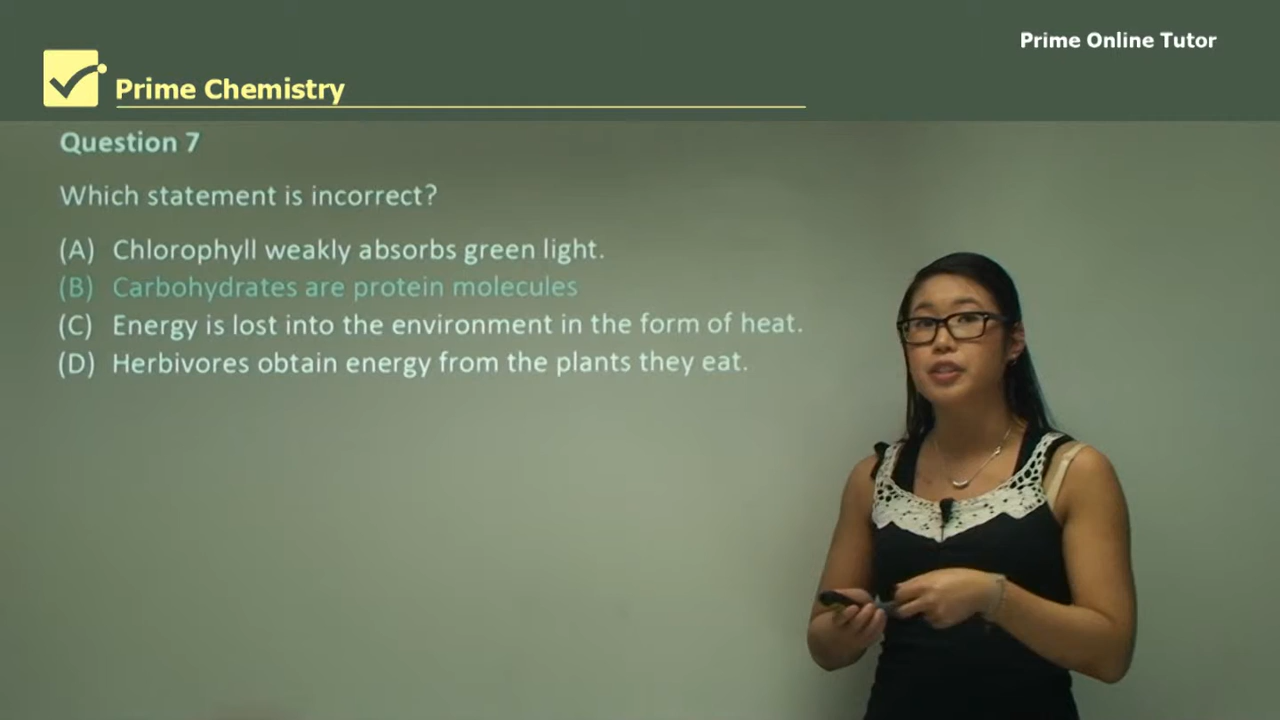 Prime Online Tutor
Prime Chemistry
Question 7
Which statement is incorrect?
(A) Chlorophyll weakly absorbs green light.
(B) Carbohydrates are protein molecules
(C) Energy is lost into the environment in the form of heat.
(D) Herbivores obtain energy from the plants they eat.